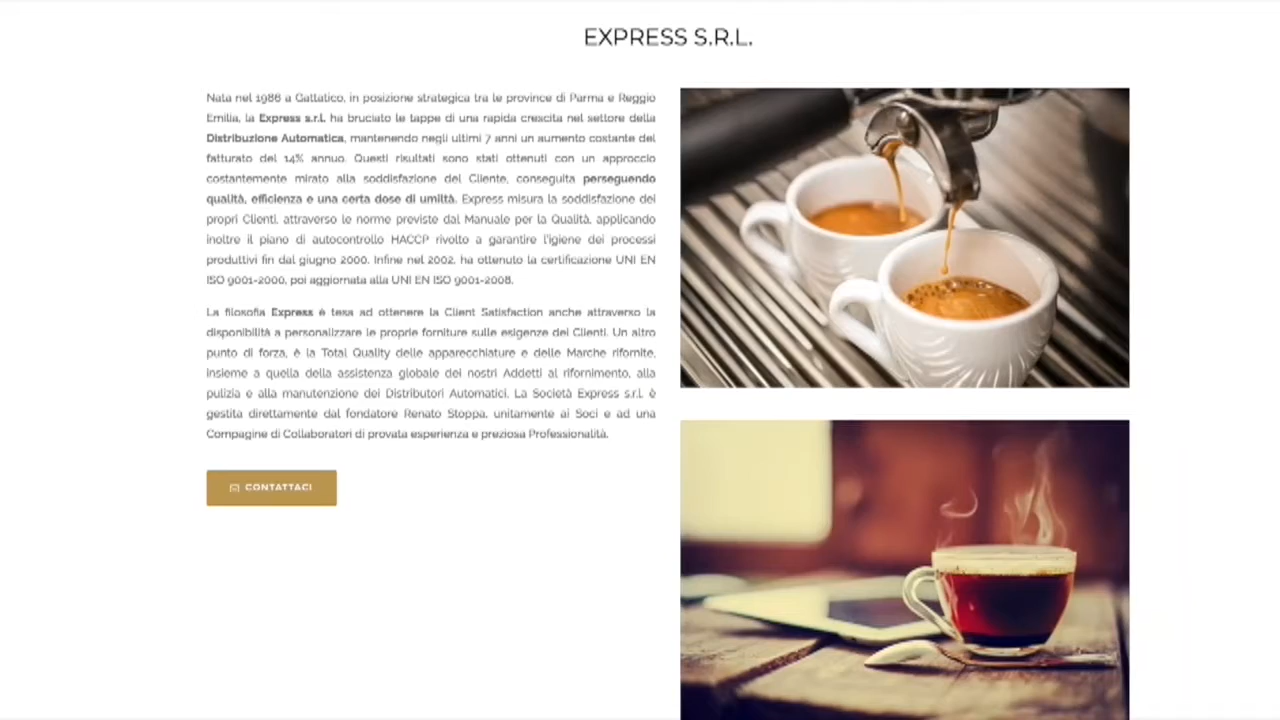 EXPRESS S.R.L.
Nata nel 1986 a Gattatico, in posizione strategica tra le province di Parma e Reggio
Emilia, la Express s.r.l. ha bruciato le tappe di una rapida crescita nel settore della
Distribuzione Automatica, mantenendo negli ultimi 7 anni un aumento costante del
fatturato del 14% annuo. Questi risultati sono stati ottenuti con un approccio
costantemente mirato alla soddisfazione del Cliente, conseguita perseguendo
qualità, efficienza e una certa dose di umiltà. Express misura la soddisfazione dei
propri Clienti, attraverso le norme previste dal Manuale per la Qualità, applicando
inoltre il piano di autocontrollo HACCP rivolto a garantire l'igiene dei processi
produttivi fin dal giugno 2000. Infine nel 2002, ha ottenuto la certificazione UNI EN
ISO 9001-2000, poi aggiornata alla UNI EN ISO 9001-2008.
La filosofia Express è tesa ad ottenere la Client Satisfaction anche attraverso la
disponibilità a personalizzare le proprie forniture sulle esigenze dei Clienti. Un altro
punto di forza, è la Total Quality delle apparecchiature e delle Marche rifornite,
insieme a quella della assistenza globale dei nostri Addetti al rifornimento, alla
pulizia e alla manutenzione dei Distributori Automatici. La Società Express s.r.l. è
gestita direttamente dal fondatore Renato Stoppa, unitamente ai Soci e ad una
Compagine di Collaboratori di provata esperienza e preziosa Professionalità.
CONTATTACI